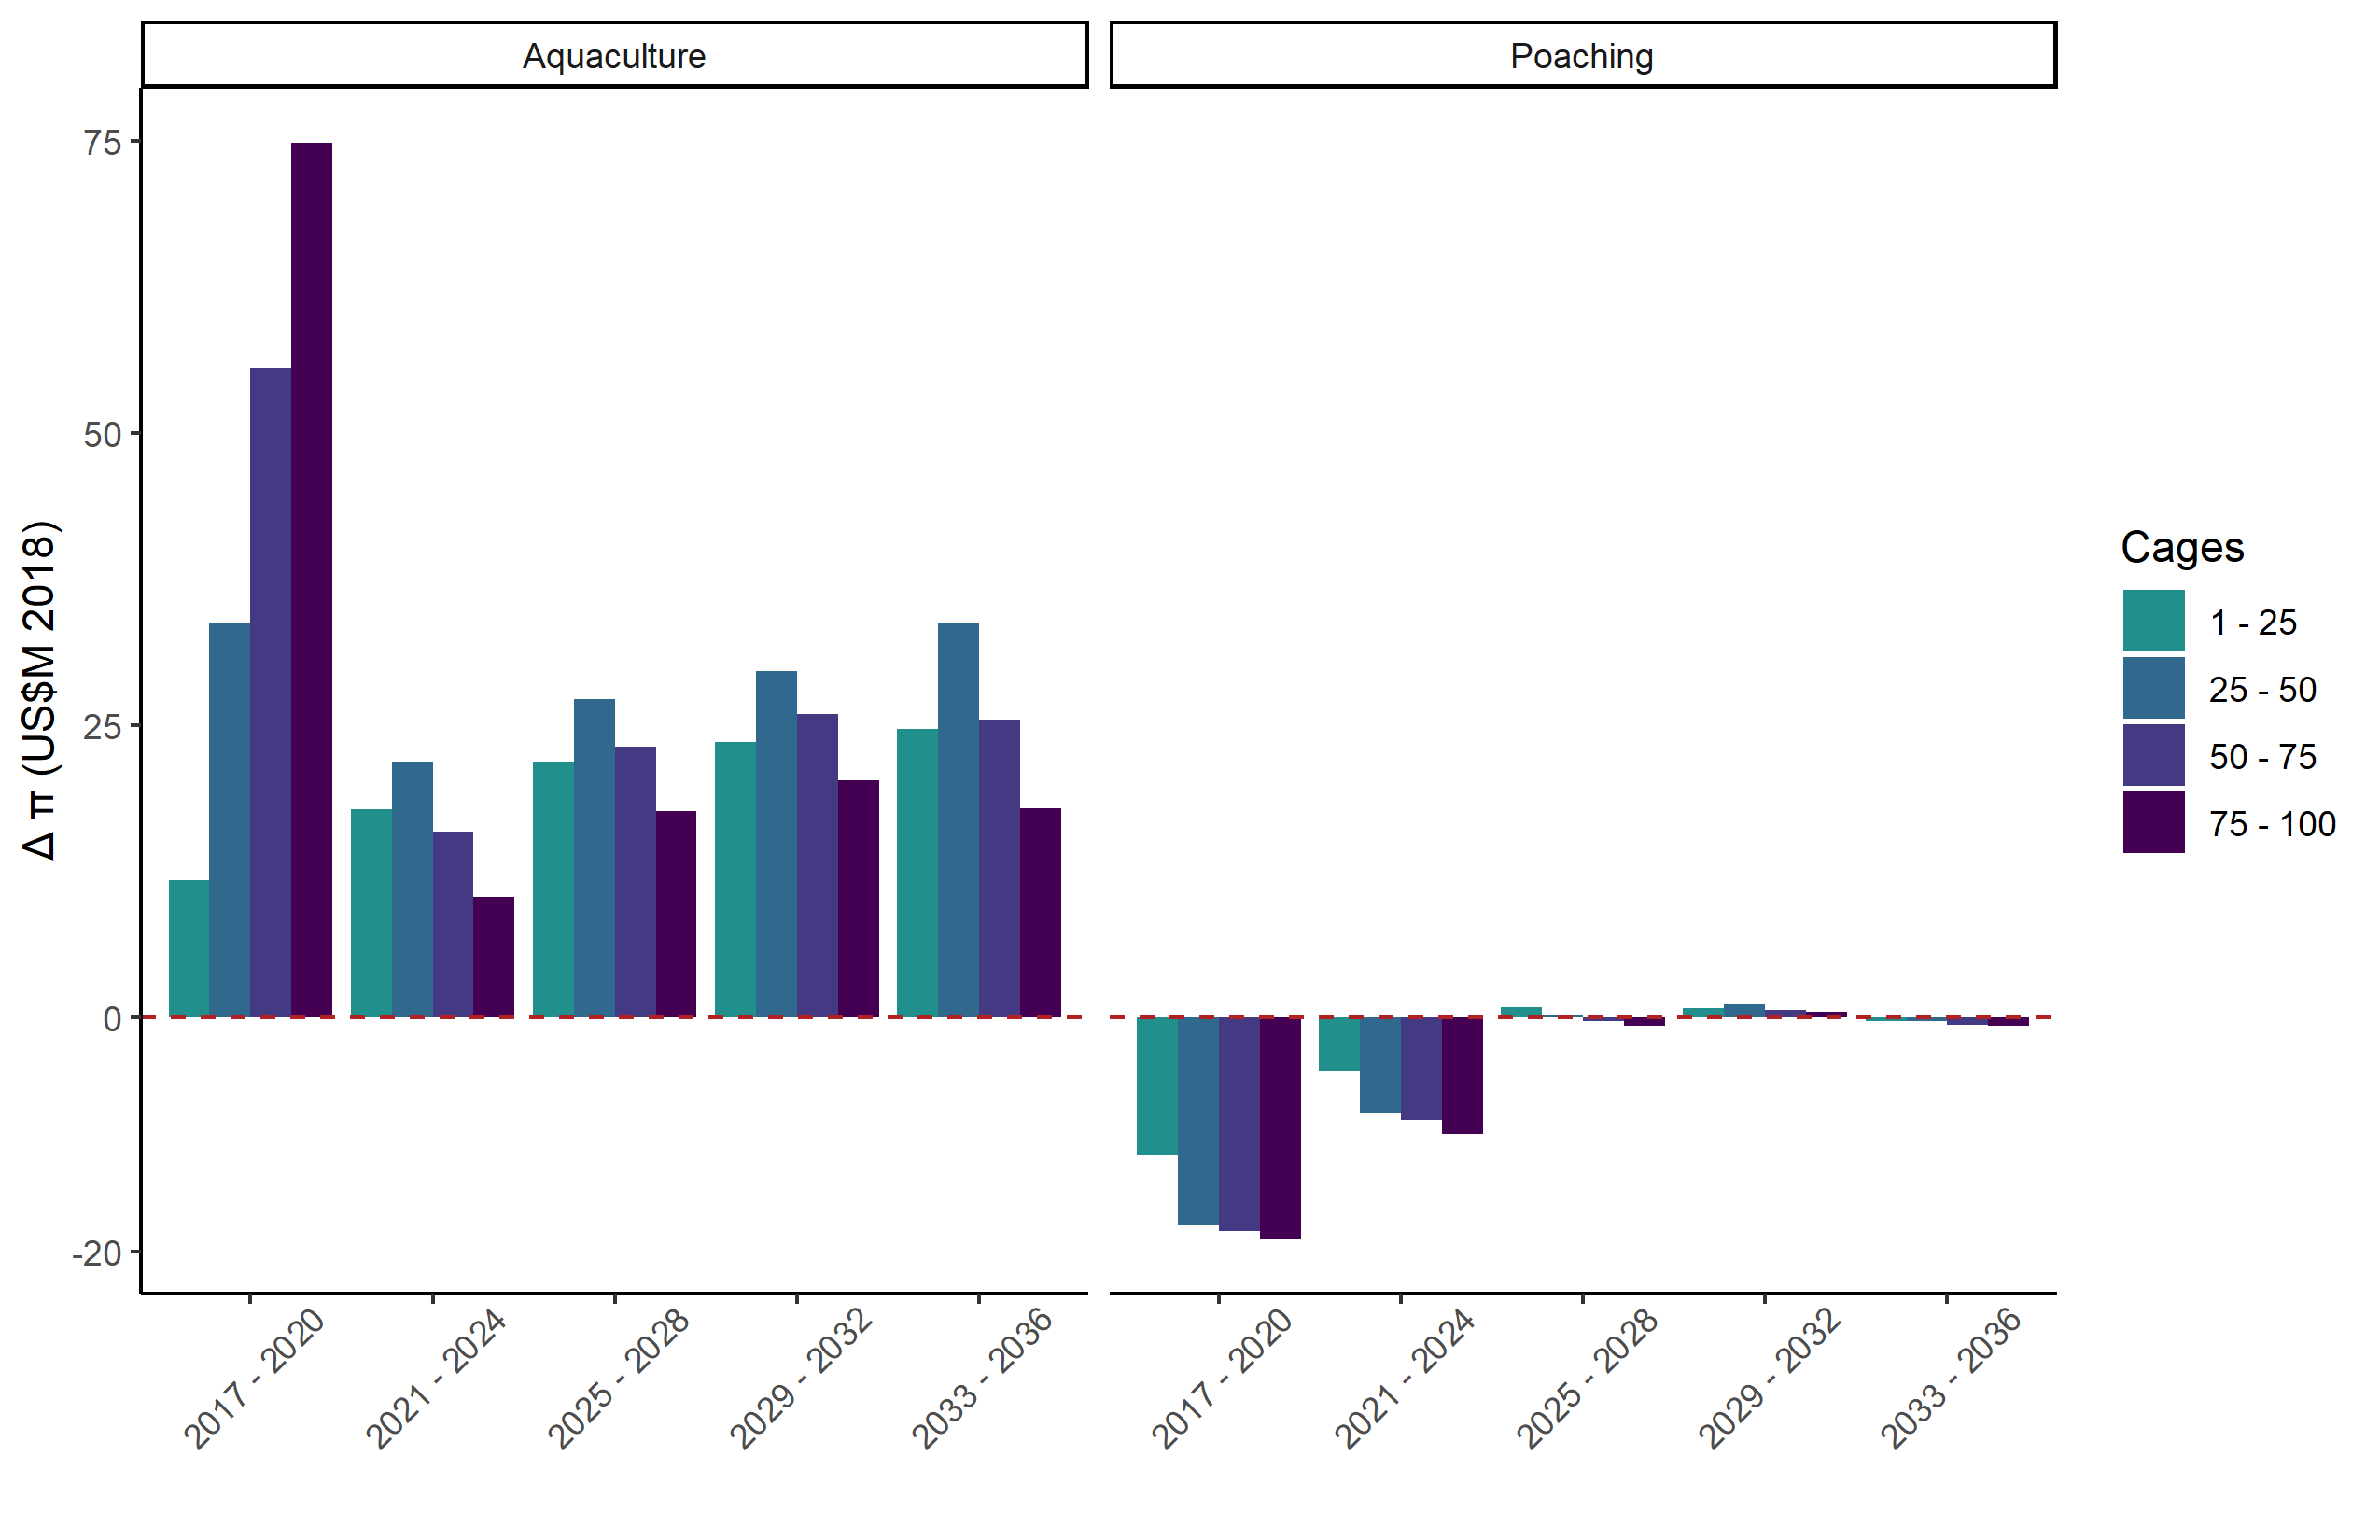 Aquaculture
Poaching
Δ π (US$M 2018)
75
50
25
0
-20
2017 - 2020
2021 - 2024
2025 - 2028
2029 - 2032
2033 - 2036
2017 - 2020
2021 - 2024
2025 - 2028
2029 - 2032
2033 - 2036
Cages
1 - 25
25 - 50
50 - 75
75 - 100